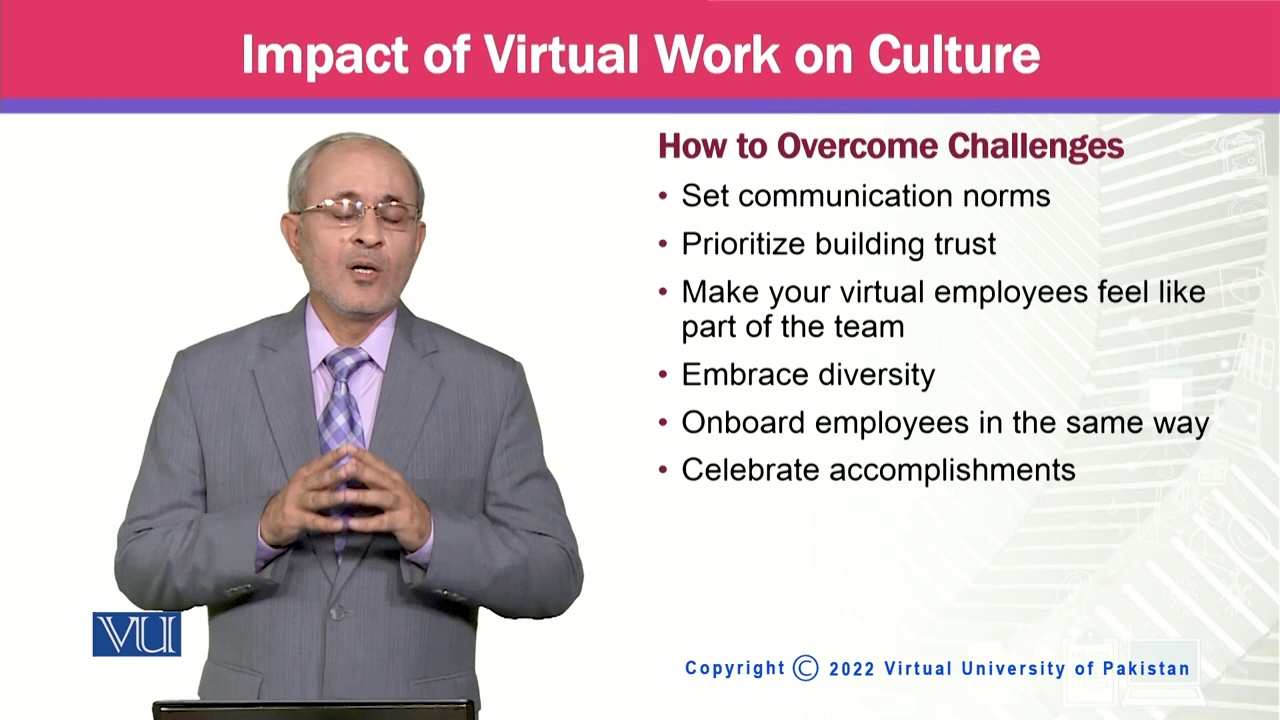 Impact of Virtual Work on Culture
How to Overcome Challenges
• Set communication norms
• Prioritize building trust
• Make your virtual employees feel like
part of the team
• Embrace diversity
• Onboard employees in the same way
• Celebrate accomplishments
VU
Copyright © 2022 Virtual University of Pakistan